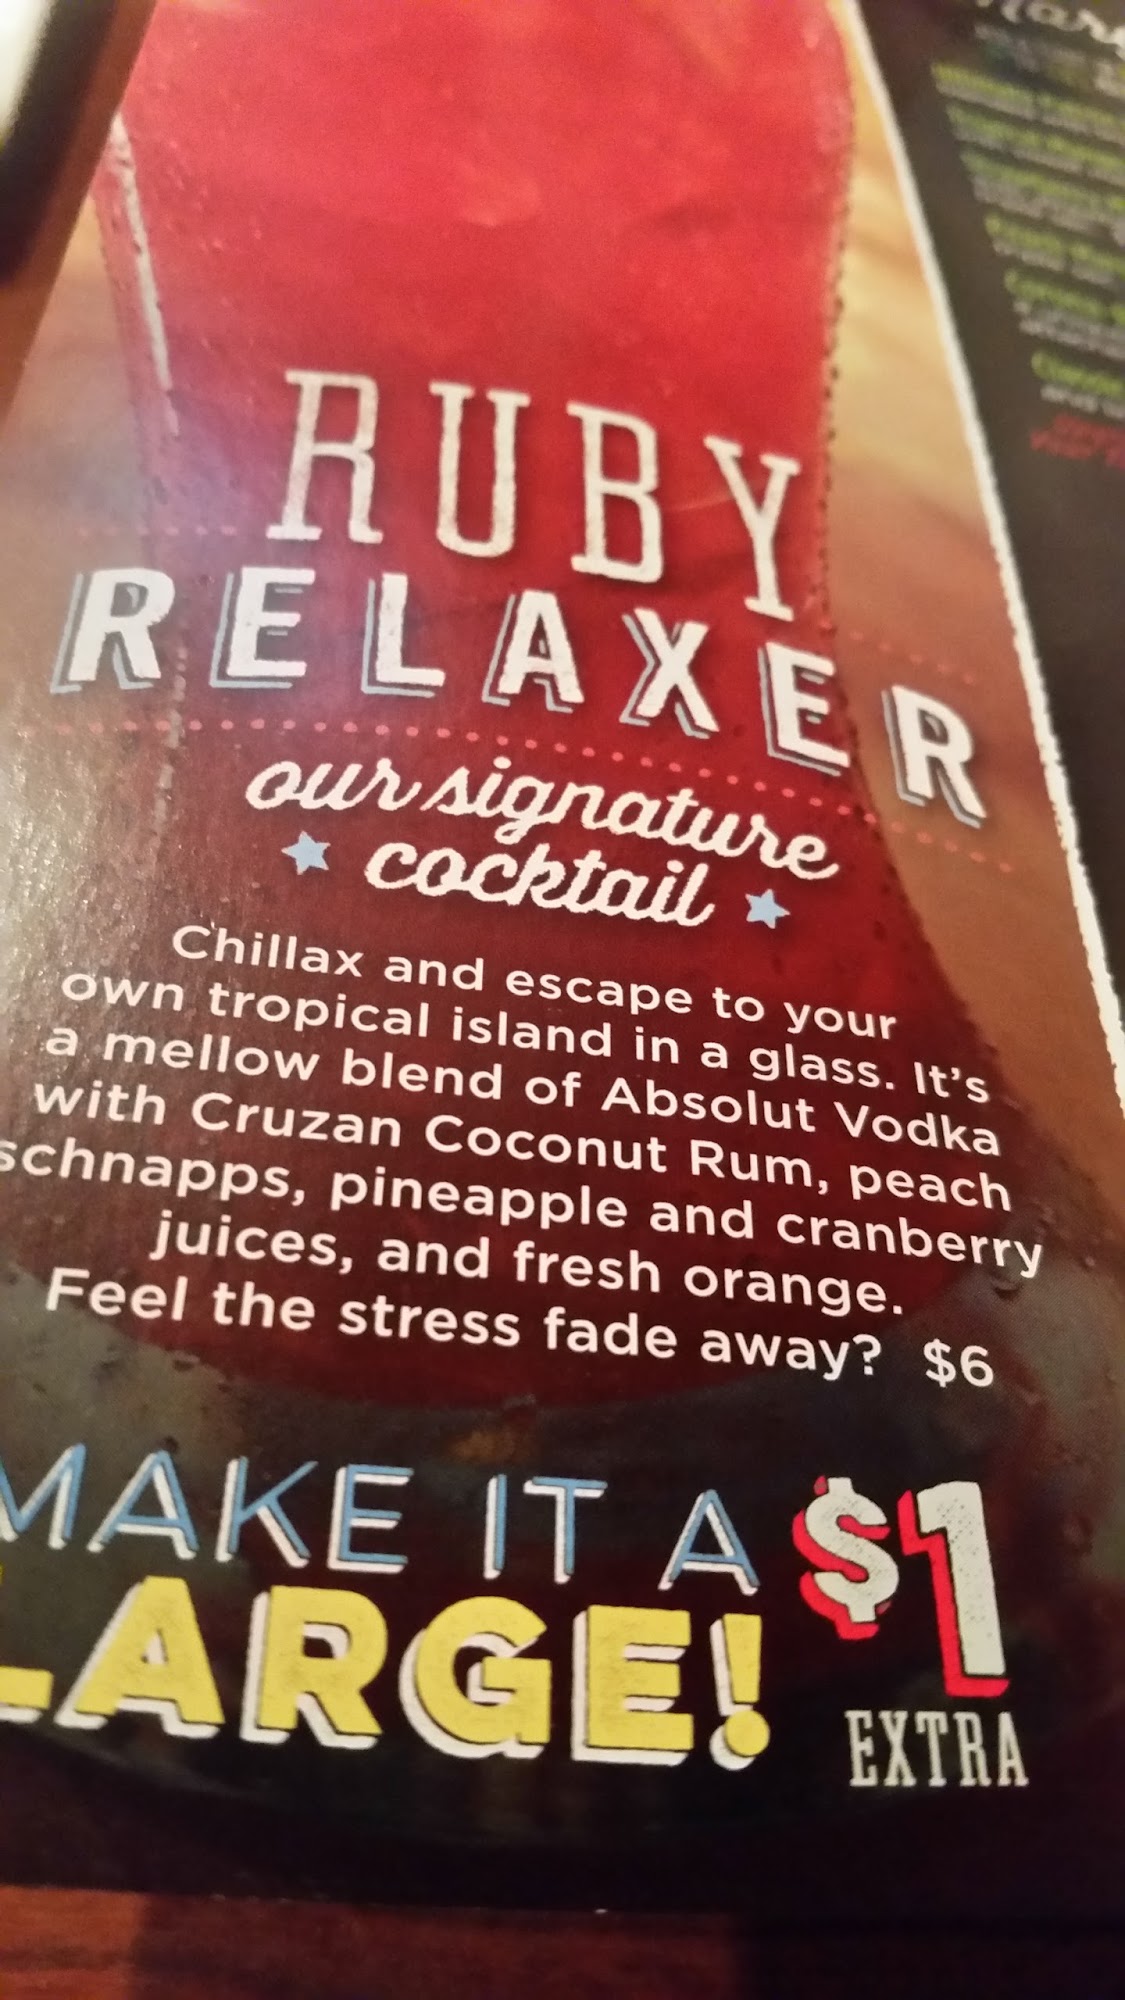 RUBY
RELAXER
our signature
cocktail
Chillax and escape to your
own tropical island in a glass. It's
a mellow blend of Absolut Vodka
with Cruzan Coconut Rum, peach
schnapps, pineapple and cranberry
juices, and fresh orange.
Feel the stress fade away? $6
MAKE IT A
LARGE!
$1
EXTRA